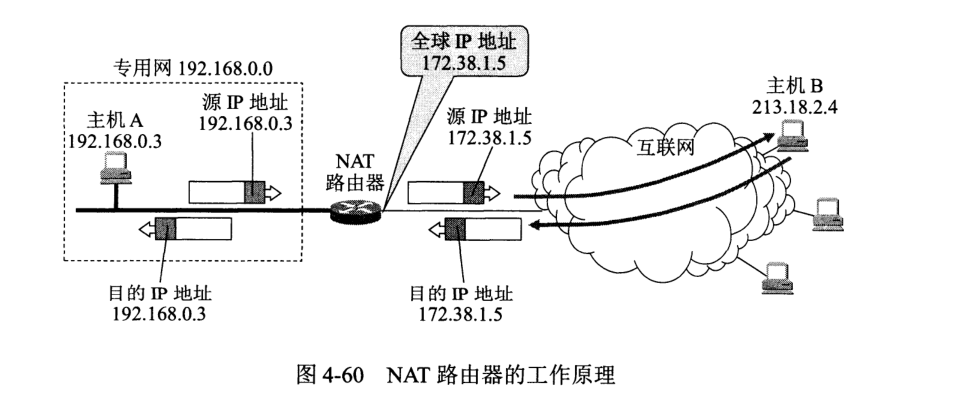 全球 IP 地址
172.38.1.5
专用网 192.168.0.0
主机 A
192.168.0.3
源 IP 地址
192.168.0.3
NAT
路由器
源 IP 地址
172.38.1.5
互联网
主机 B
213.18.2.4
目的 IP 地址
192.168.0.3
目的 IP 地址
172.38.1.5
图 4-60 NAT 路由器的工作原理